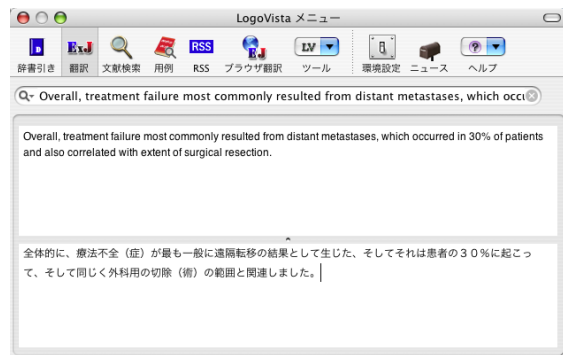 LogoVista メニュー
D ExJ RSS E.J LV ?
辞書引き 翻訳 文献検索 用例 RSS ブラウザ翻訳 ツール 環境設定 ニュース ヘルプ
Overall, treatment failure most commonly resulted from distant metastases, which occu
Overall, treatment failure most commonly resulted from distant metastases, which occurred in 30% of patients
and also correlated with extent of surgical resection.
全体的に、療法不全（症）が最も一般に遠隔転移の結果として生じた、そしてそれは患者の３０％に起こっ
て、そして同じく外科用の切除（術）の範囲と関連しました。